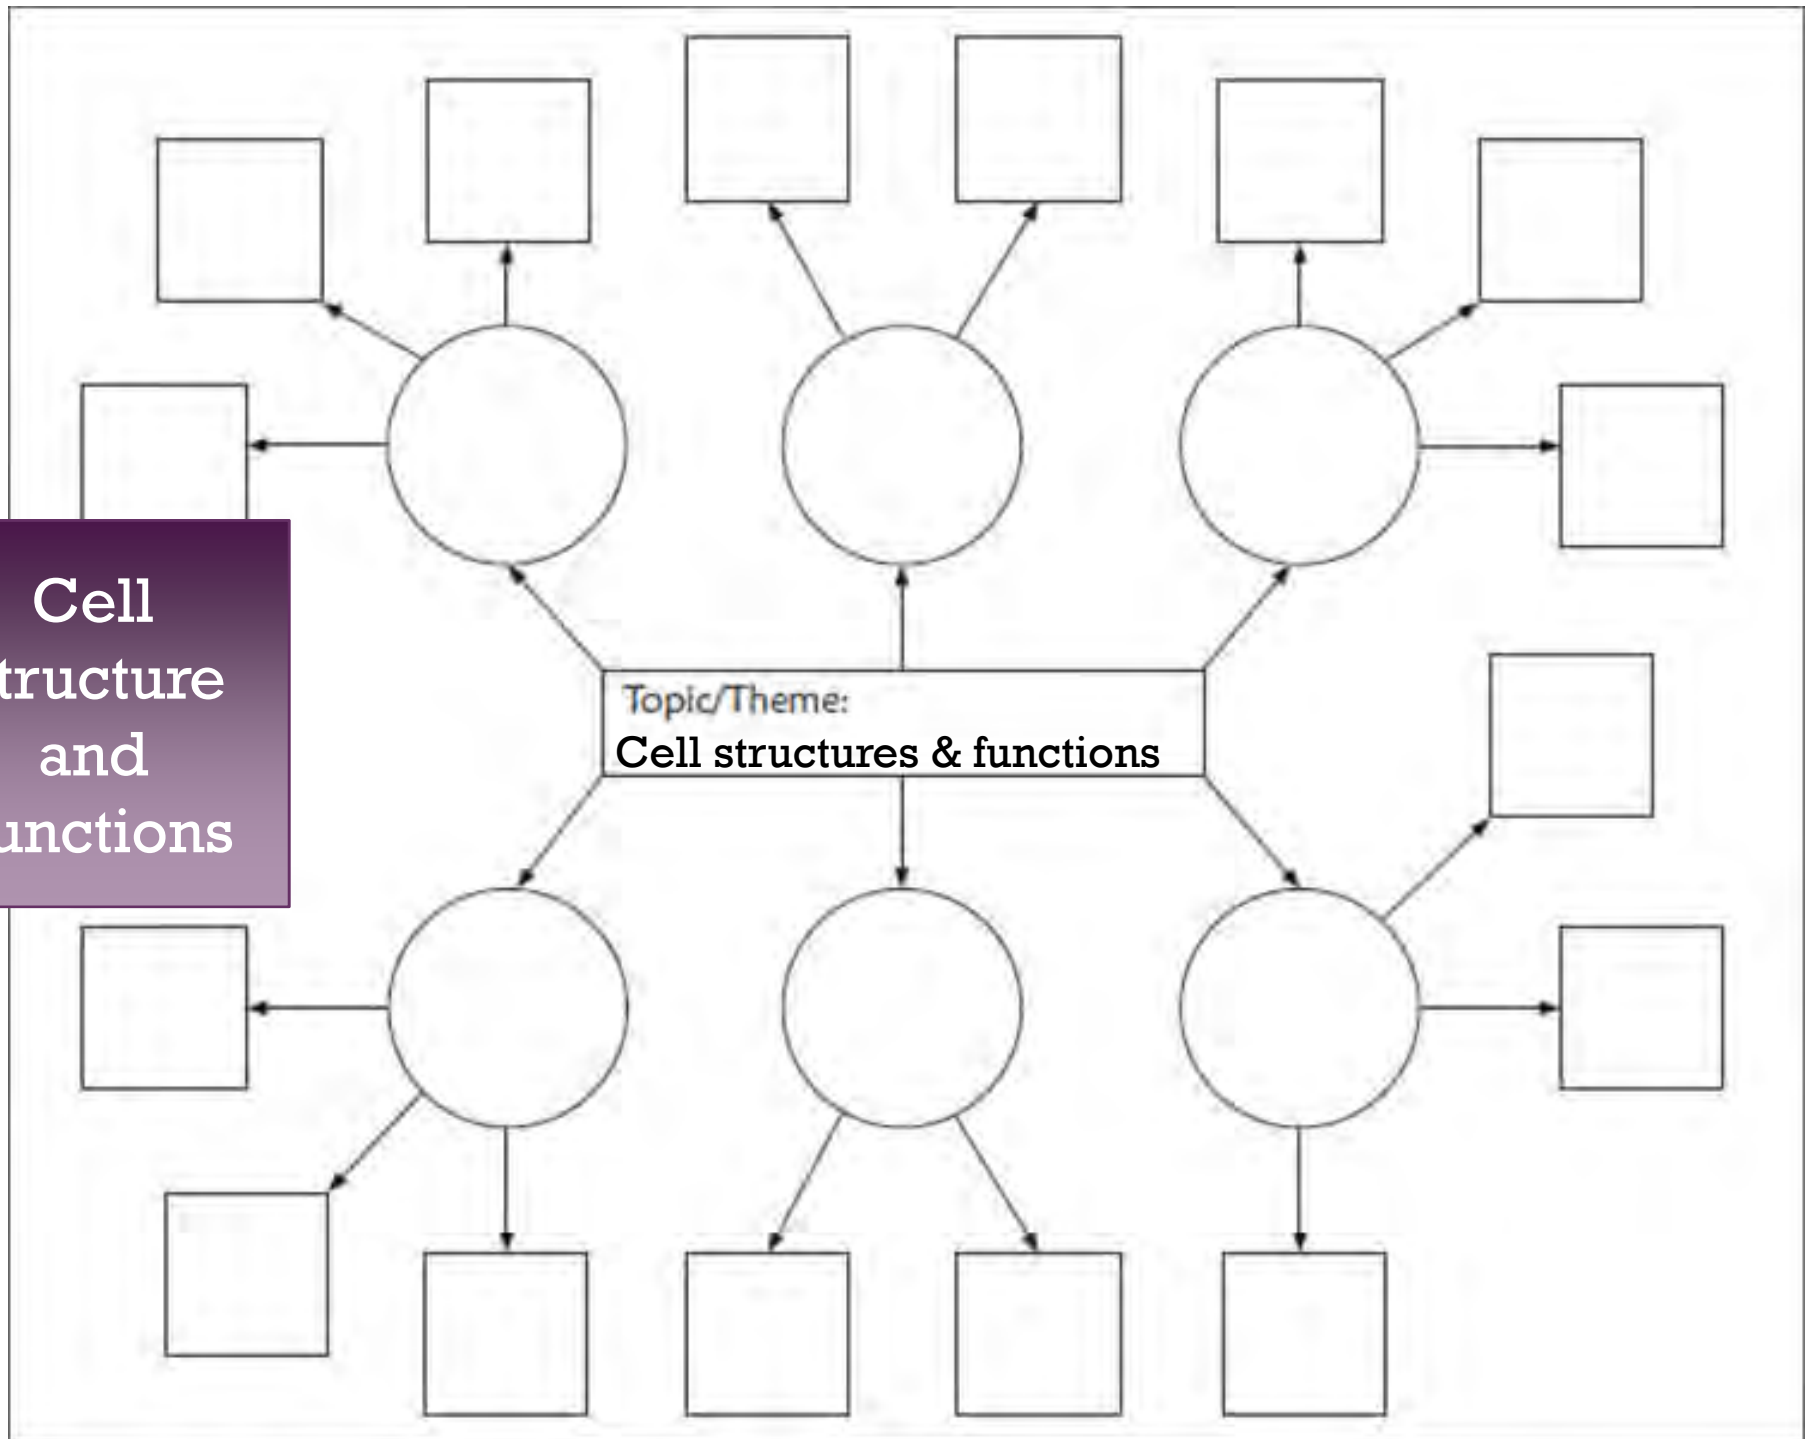 Cell
tructure
and
unctions
Topic/Theme:
Cell structures & functions